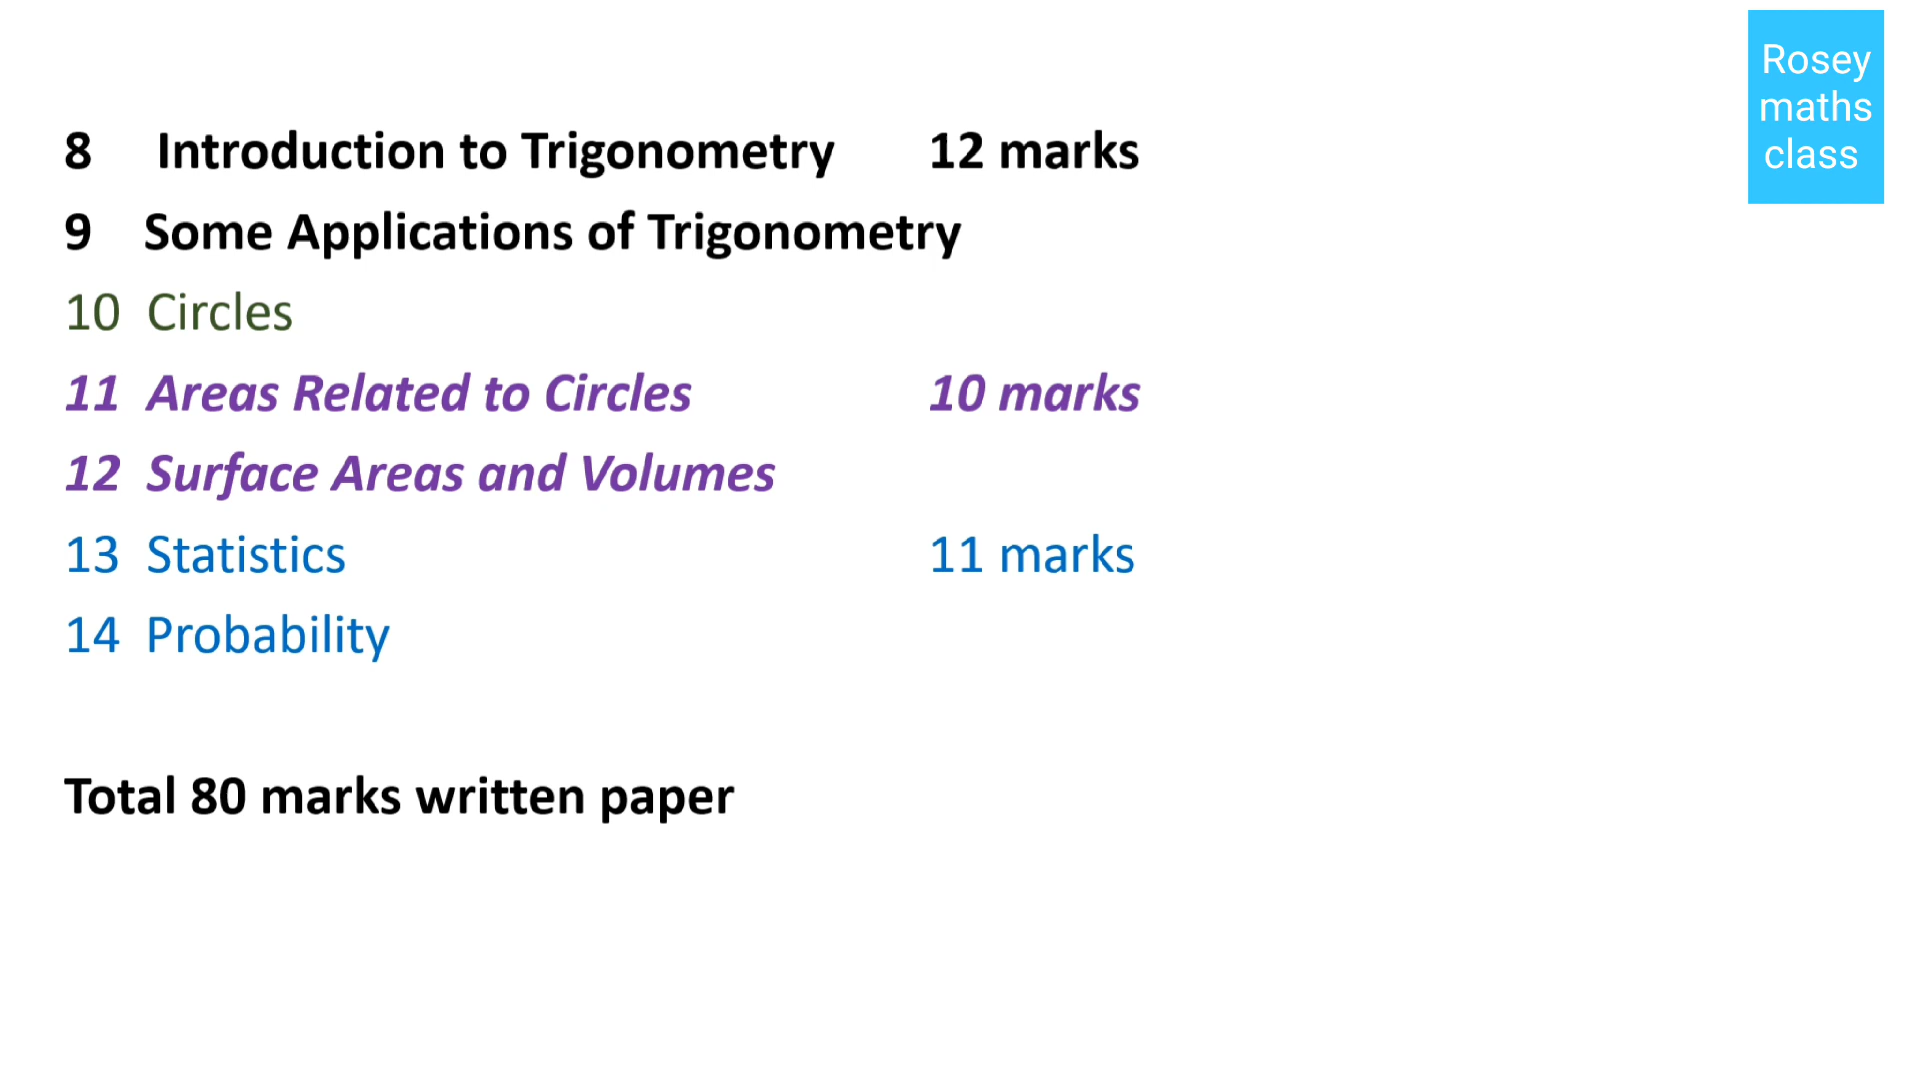 Rosey
maths
class
8 Introduction to Trigonometry 12 marks
9 Some Applications of Trigonometry
10 Circles
11 Areas Related to Circles 10 marks
12 Surface Areas and Volumes
13 Statistics 11 marks
14 Probability
Total 80 marks written paper